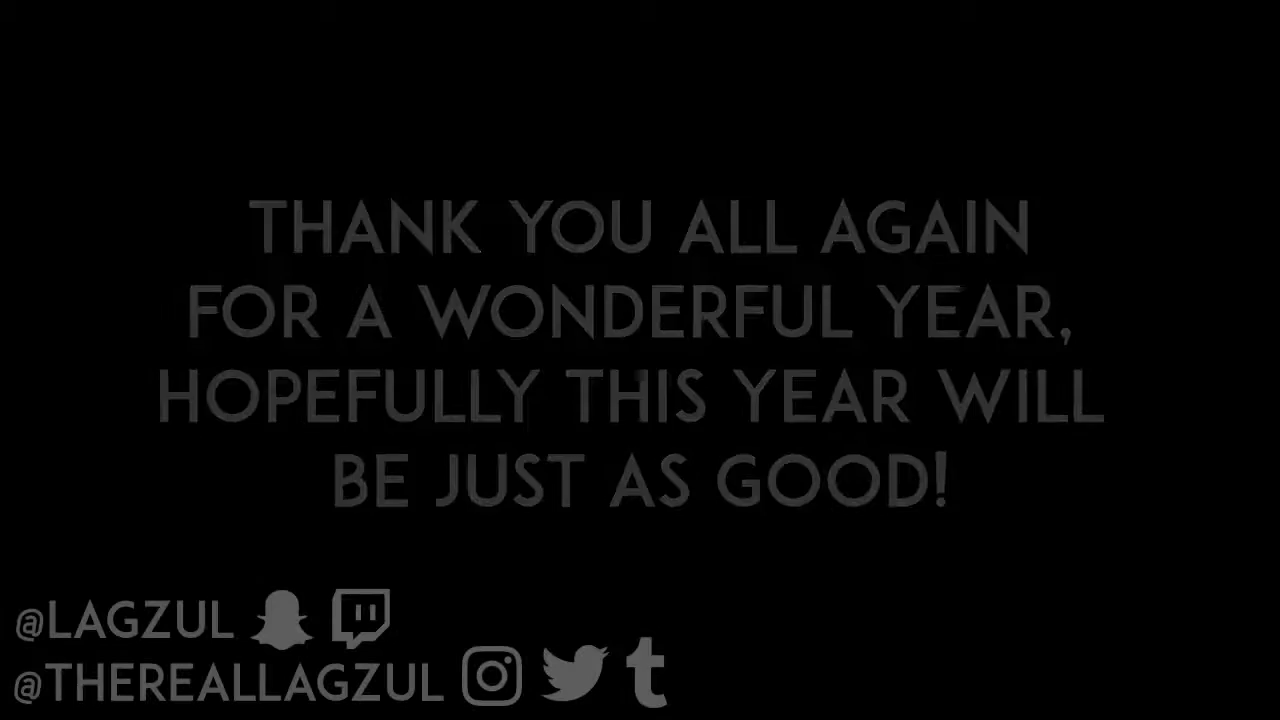 THANK YOU ALL AGAIN
FOR A WONDERFUL YEAR,
HOPEFULLY THIS YEAR WILL
BE JUST AS GOOD!
@LAGZUL
@THEREALLAGZUL